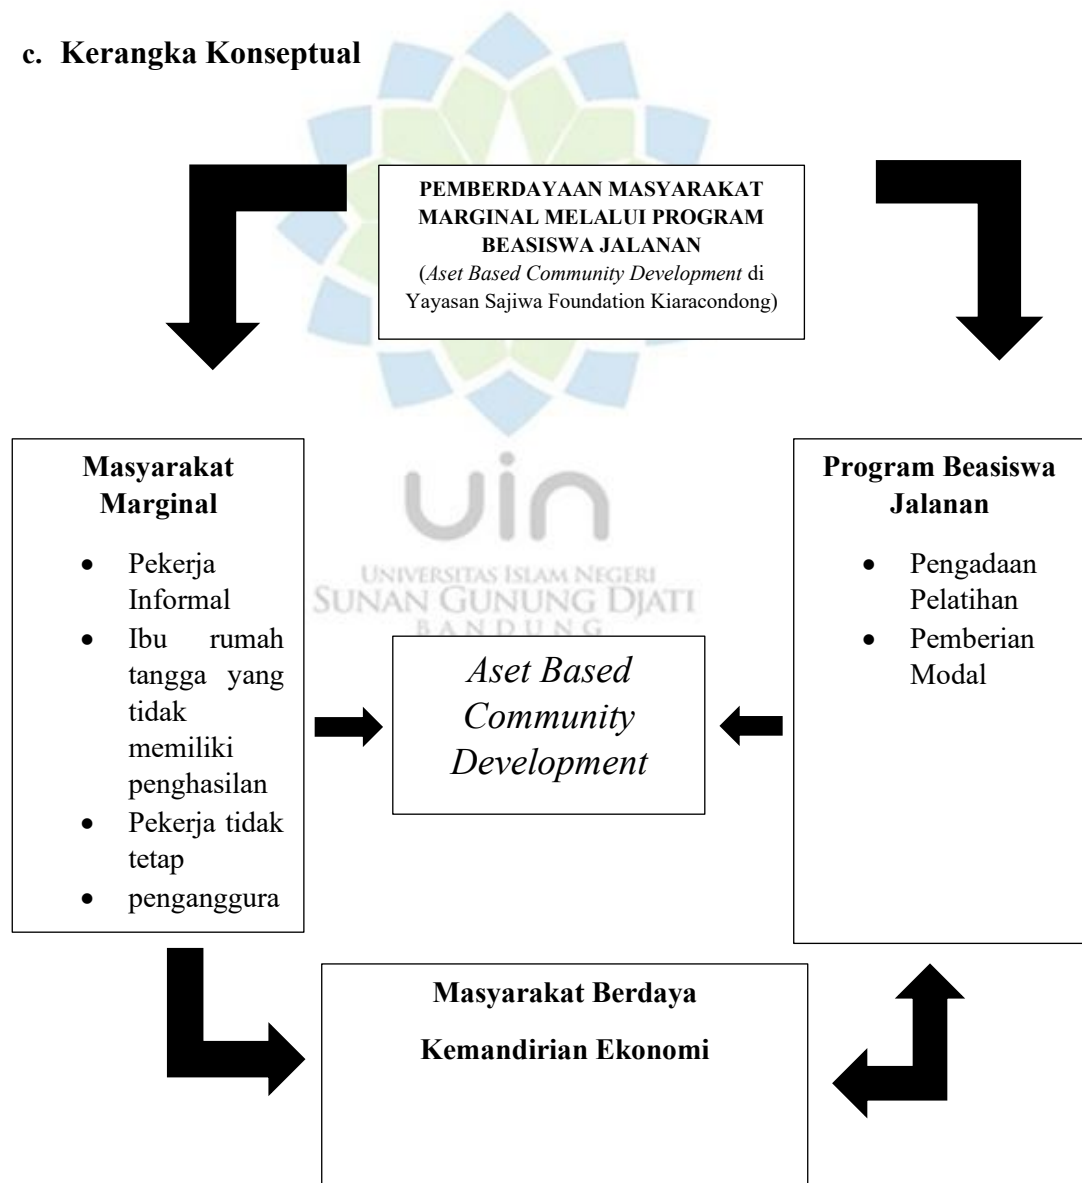 c. Kerangka Konseptual
PEMBERDAYAAN MASYARAKAT
MARGINAL MELALUI PROGRAM
BEASISWA JALANAN
(Aset Based Community Development di
Yayasan Sajiwa Foundation Kiaracondong)
Masyarakat
Marginal
• Pekerja
Informal
• Ibu rumah
tangga yang
tidak
memiliki
penghasilan
• Pekerja tidak
tetap
• penganggura
uin
UNIVERSITAS ISLAM NEGERI
SUNAN GUNUNG DJATI
BANDUNG
Aset Based
Community
Development
Program Beasiswa
Jalanan
• Pengadaan
Pelatihan
• Pemberian
Modal
Masyarakat Berdaya
Kemandirian Ekonomi